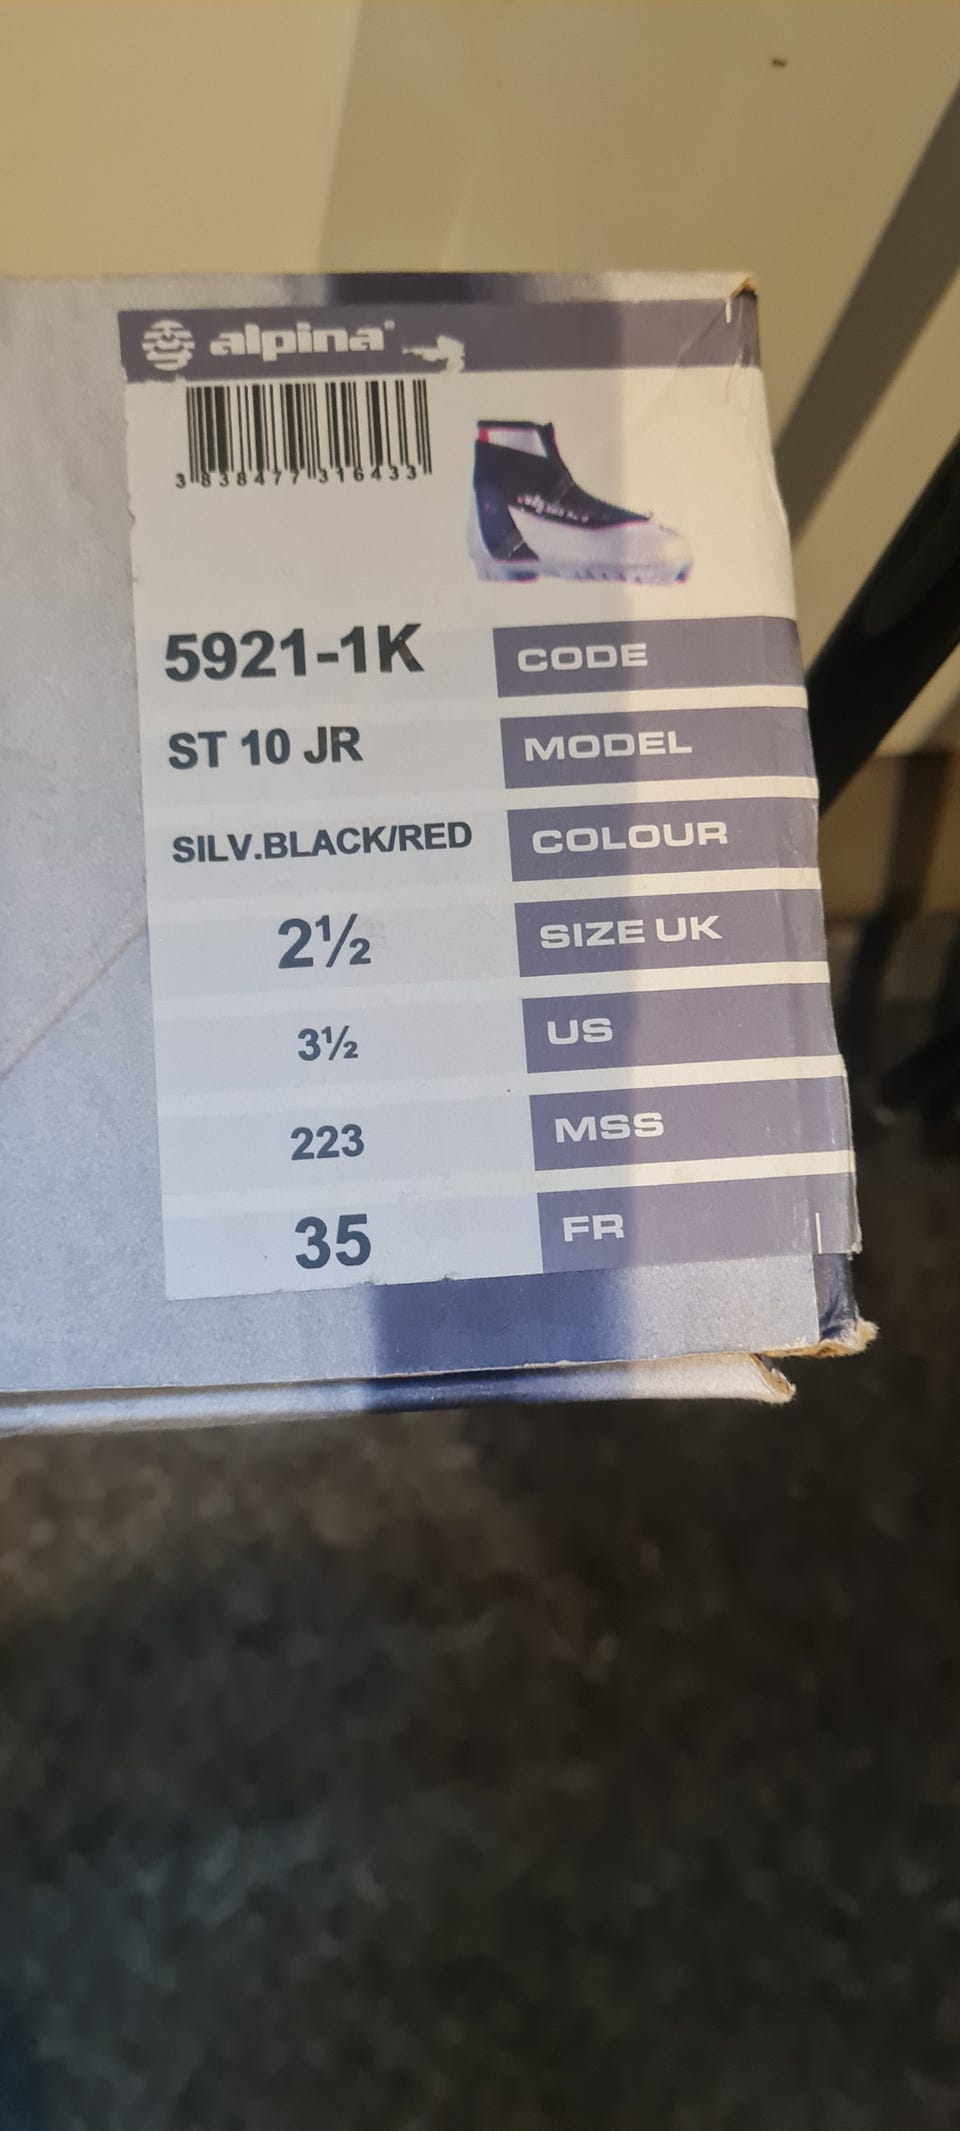 alpina®
3 838477 316433
5921-1K CODE
ST 10 JR MODEL
SILV.BLACK/RED COLOUR
2½ SIZE UK
3½ US
223 MSS
35 FR